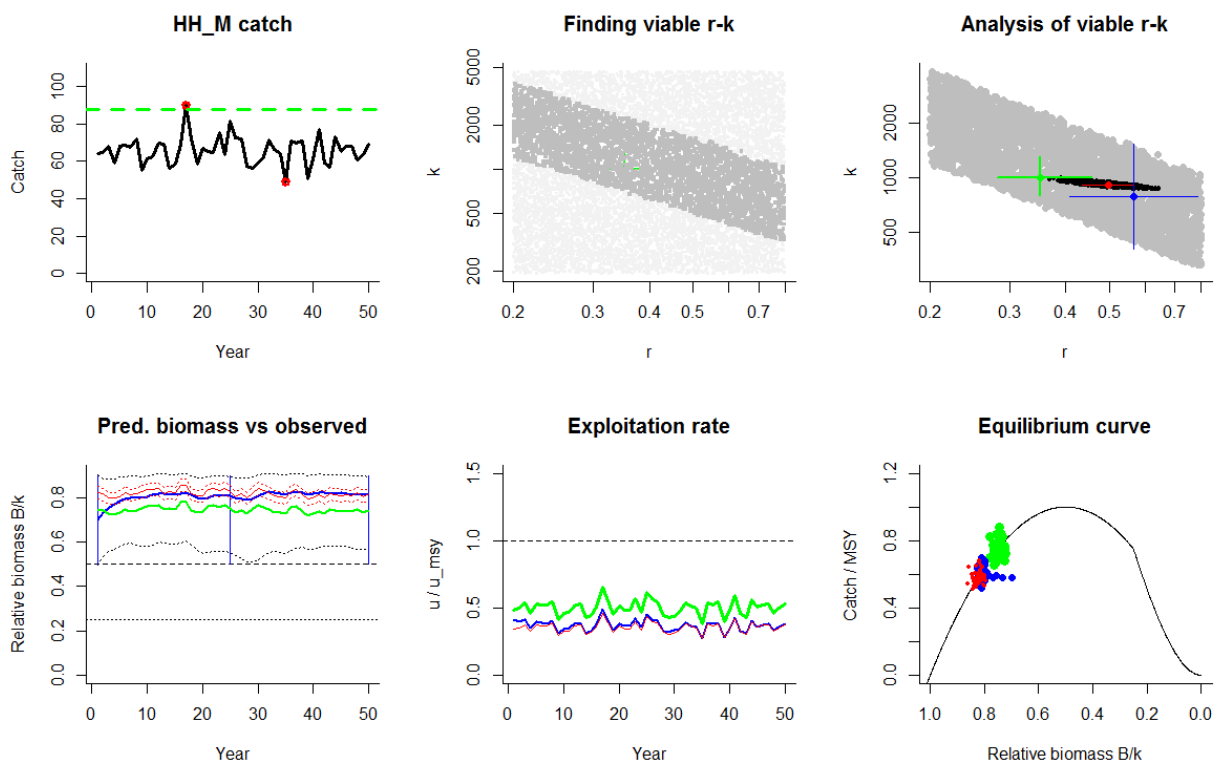 HH_M catch
Catch
0 20 40 60 80 100
0 10 20 30 40 50
Year
Finding viable r-k
k
200 500 1000 2000 5000
0.2 0.3 0.4 0.5 0.7
r
Analysis of viable r-k
k
500 1000 2000
0.2 0.3 0.4 0.5 0.7
r
Pred. biomass vs observed
Relative biomass B/k
0.0 0.2 0.4 0.6 0.8
0 10 20 30 40 50
Year
Exploitation rate
u / u_msy
0.0 0.5 1.0 1.5
0 10 20 30 40 50
Year
Equilibrium curve
Catch / MSY
0.0 0.4 0.8 1.2
1.0 0.8 0.6 0.4 0.2 0.0
Relative biomass B/k